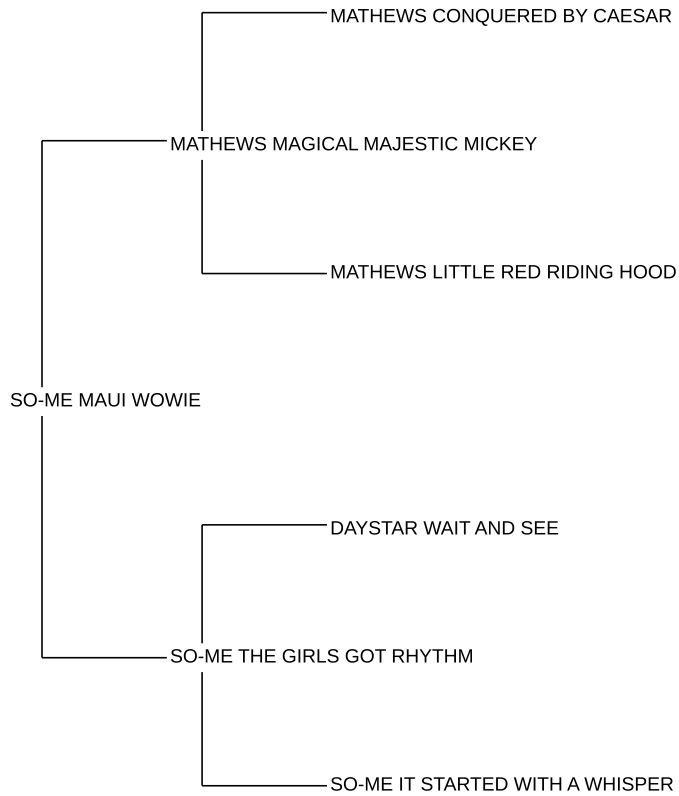 MATHEWS CONQUERED BY CAESAR
MATHEWS MAGICAL MAJESTIC MICKEY
MATHEWS LITTLE RED RIDING HOOD
SO-ME MAUI WOWIE
DAYSTAR WAIT AND SEE
SO-ME THE GIRLS GOT RHYTHM
SO-ME IT STARTED WITH A WHISPER